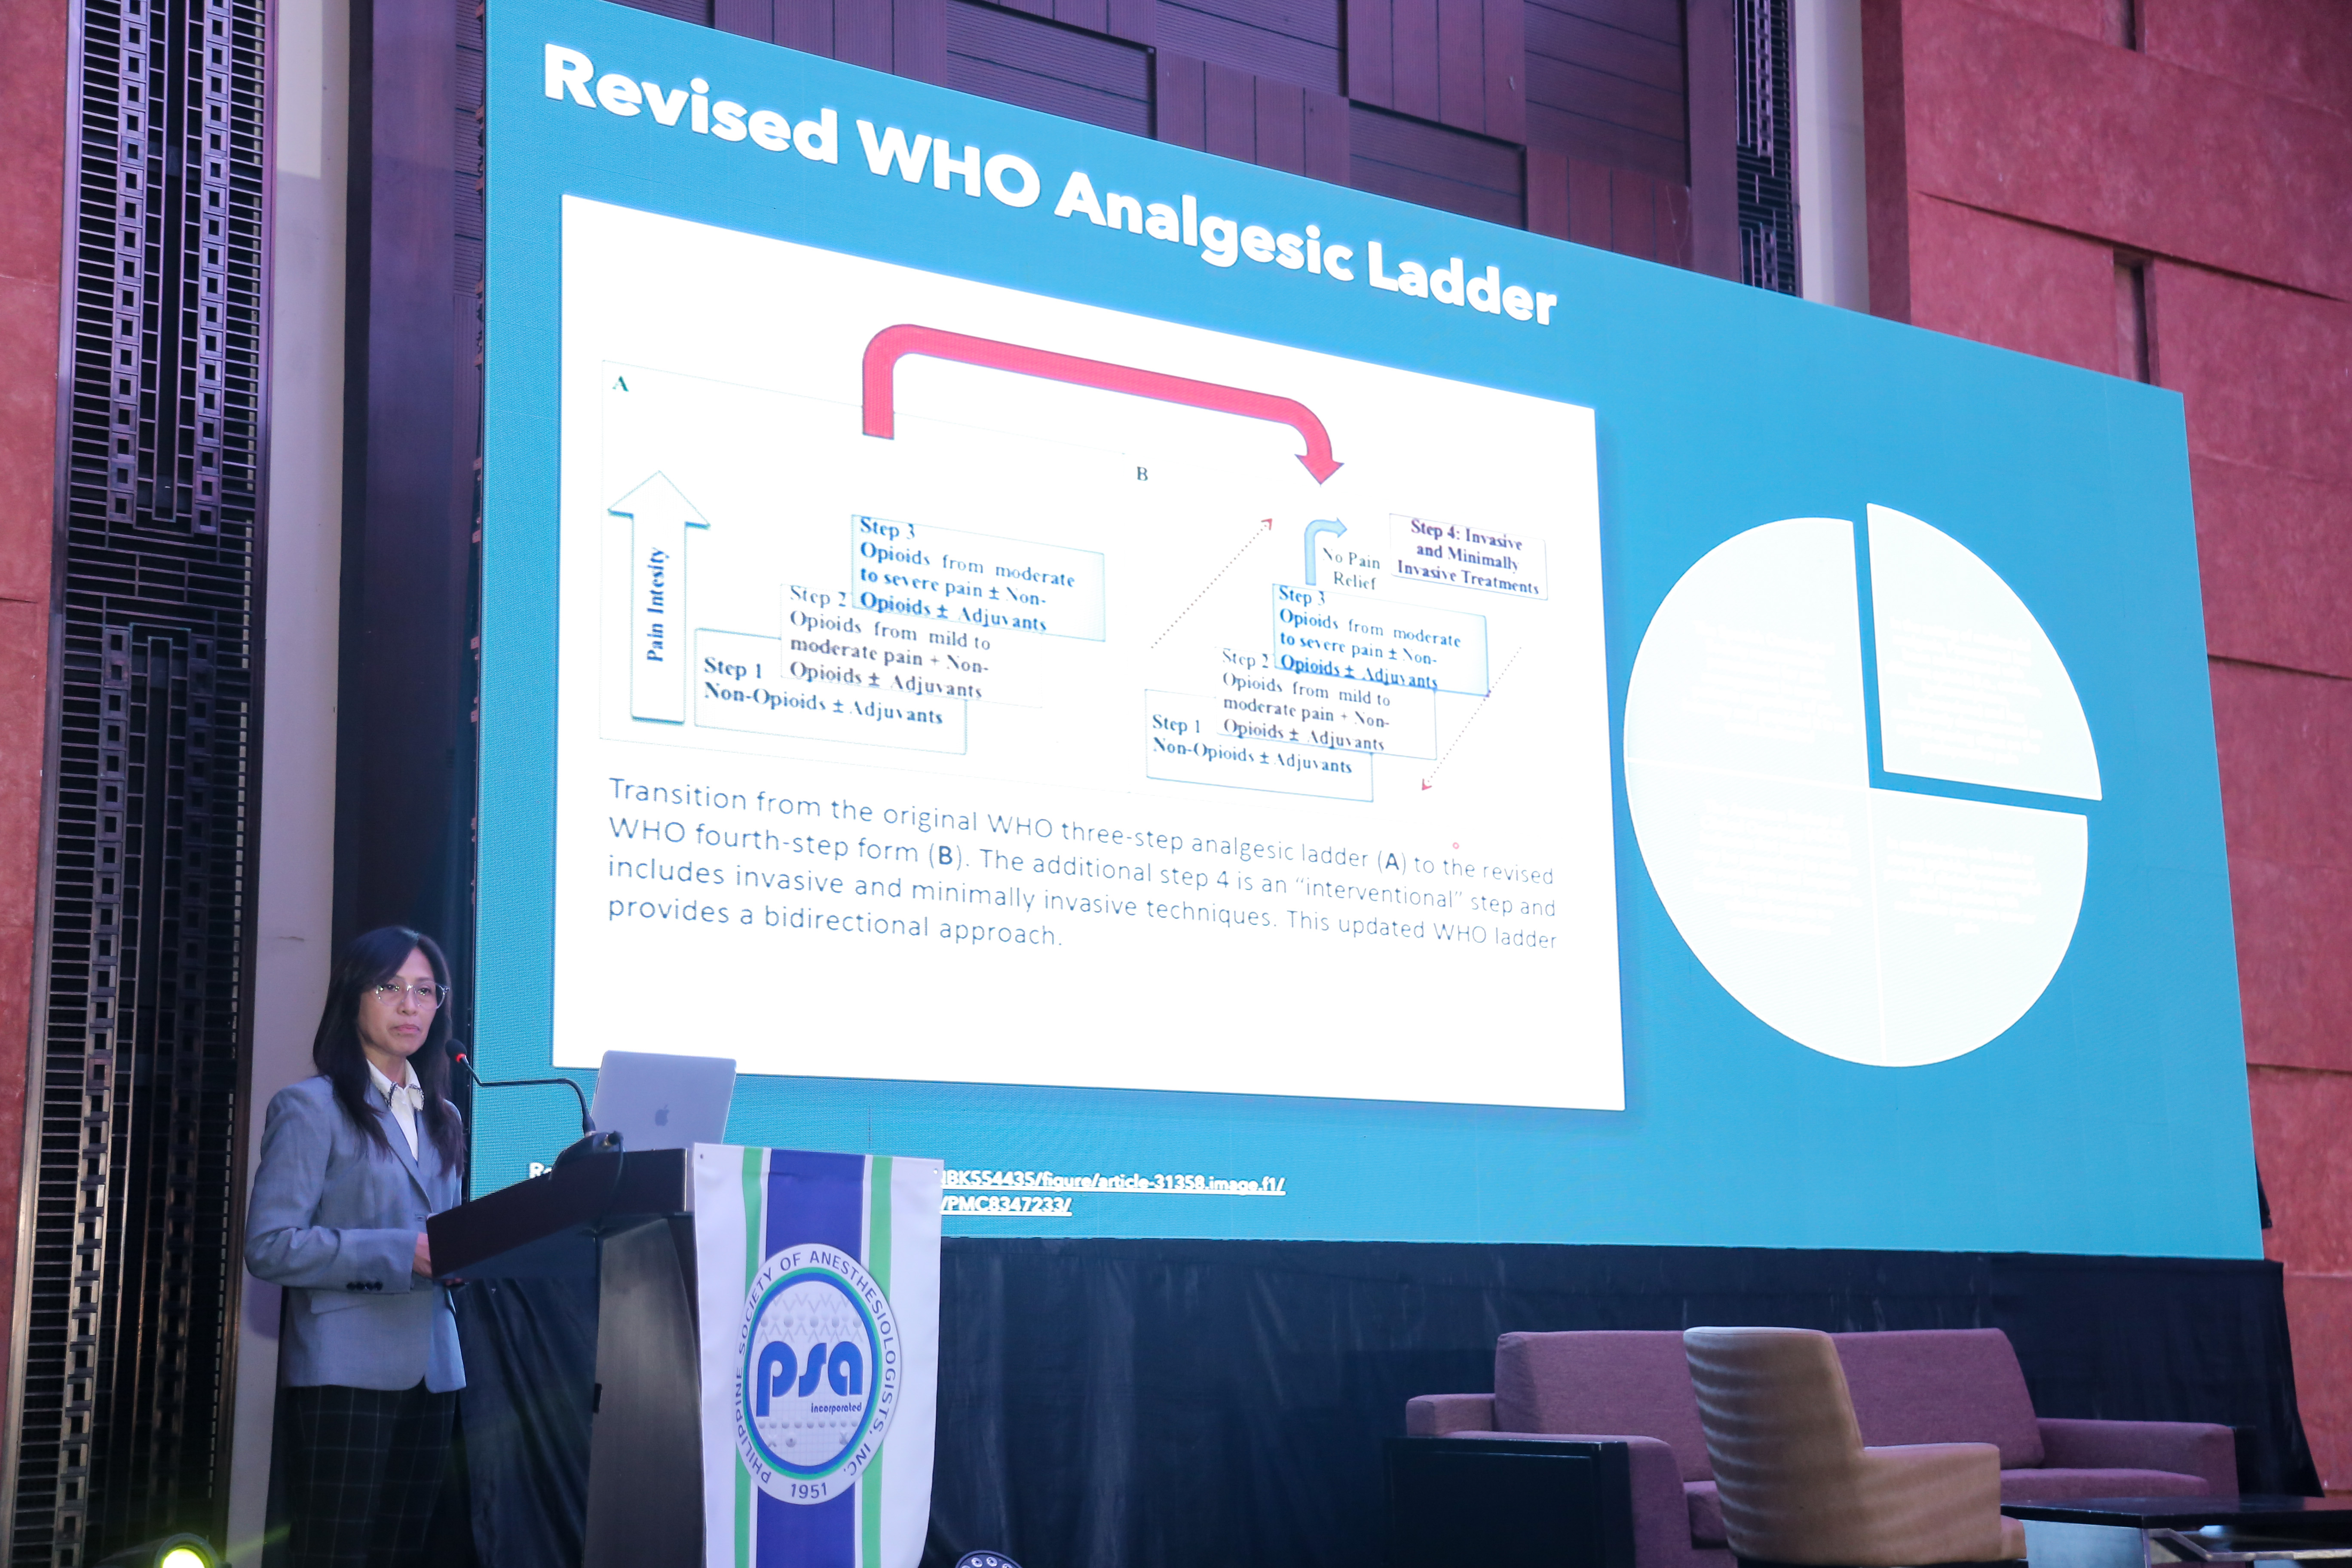 Revised WHO Analgesic Ladder
A
Pain Intesity
Step 3
Opioids from moderate
to severe pain ± Non-
Opioids ± Adjuvants
Step 2
Opioids from mild to
moderate pain + Non-
Opioids ± Adjuvants
Step 1
Non-Opioids ± Adjuvants
B
No Pain
Relief
Step 4: Invasive
and Minimally
Invasive Treatments
Step 3
Opioids from moderate
to severe pain ± Non-
Opioids ± Adjuvants
Step 2
Opioids from mild to
moderate pain + Non-
Opioids ± Adjuvants
Step 1
Non-Opioids ± Adjuvants
Transition from the original WHO three-step analgesic ladder (A) to the revised
WHO fourth-step form (B). The additional step 4 is an “interventional” step and
includes invasive and minimally invasive techniques. This updated WHO ladder
provides a bidirectional approach.
NBK554435/figure/article-31358.image.f1/
/PMC8347233/
PHILIPPINE SOCIETY OF ANESTHESIOLOGISTS, INC.
psa
incorporated
1951